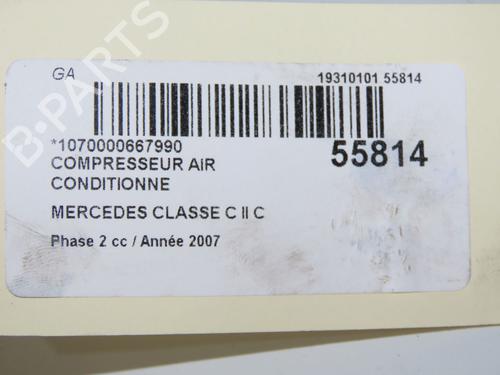 GA
19310101 55814
*1070000667990
55814
COMPRESSEUR AIR
CONDITIONNE
MERCEDES CLASSE C II C
Phase 2 cc / Année 2007
B-PARTS